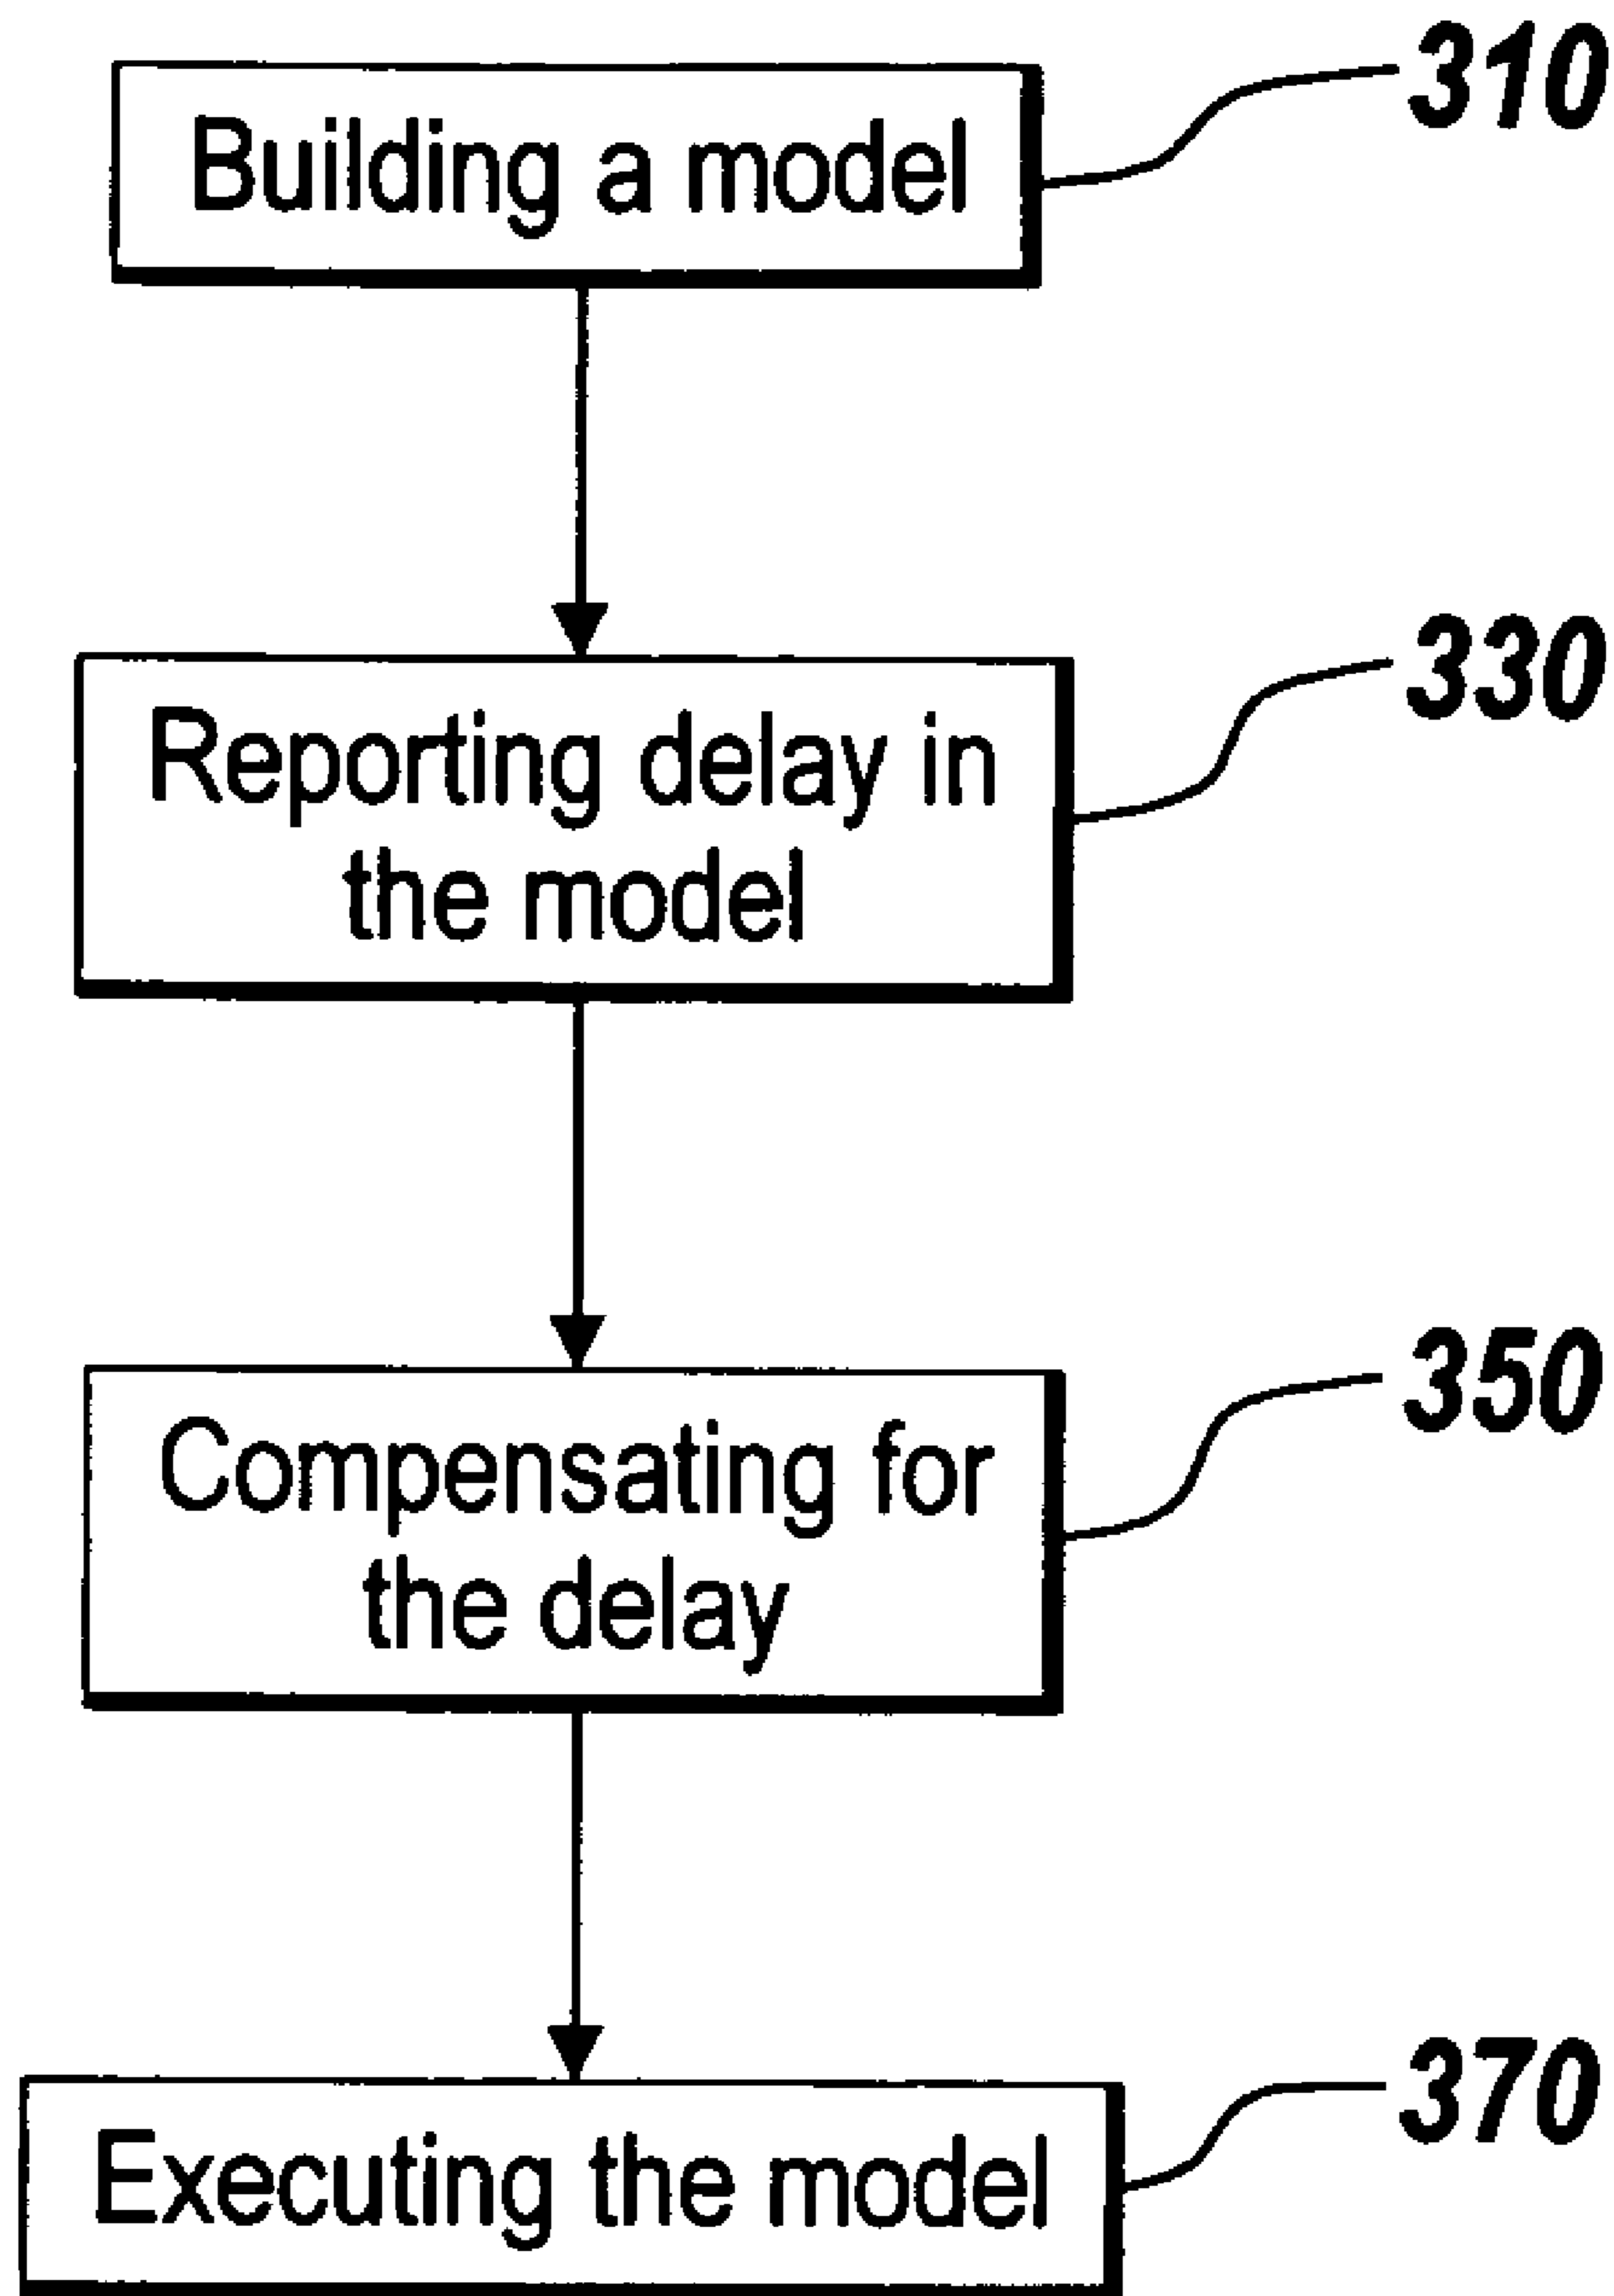 310
Building a model
330
Reporting delay in
the model
350
Compensating for
the delay
370
Executing the model